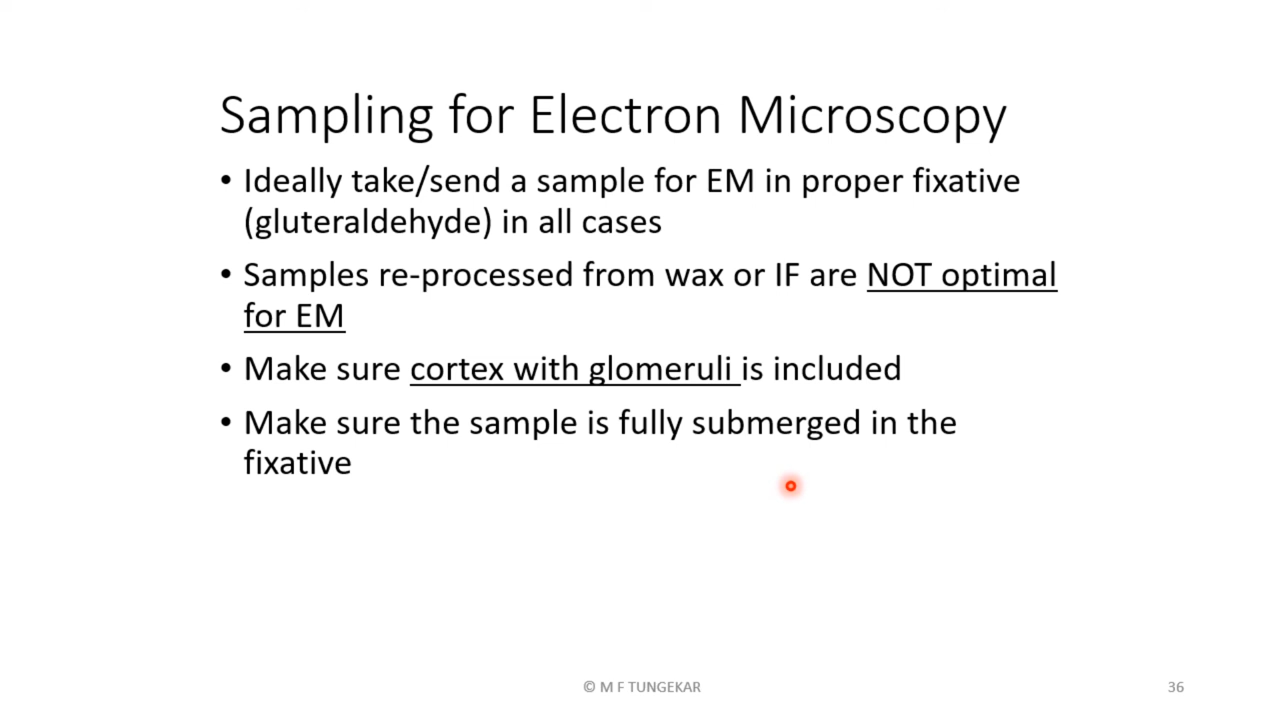 Sampling for Electron Microscopy
• Ideally take/send a sample for EM in proper fixative
(gluteraldehyde) in all cases
• Samples re-processed from wax or IF are NOT optimal
for EM
• Make sure cortex with glomeruli is included
• Make sure the sample is fully submerged in the
fixative
© M F TUNGEKAR
36